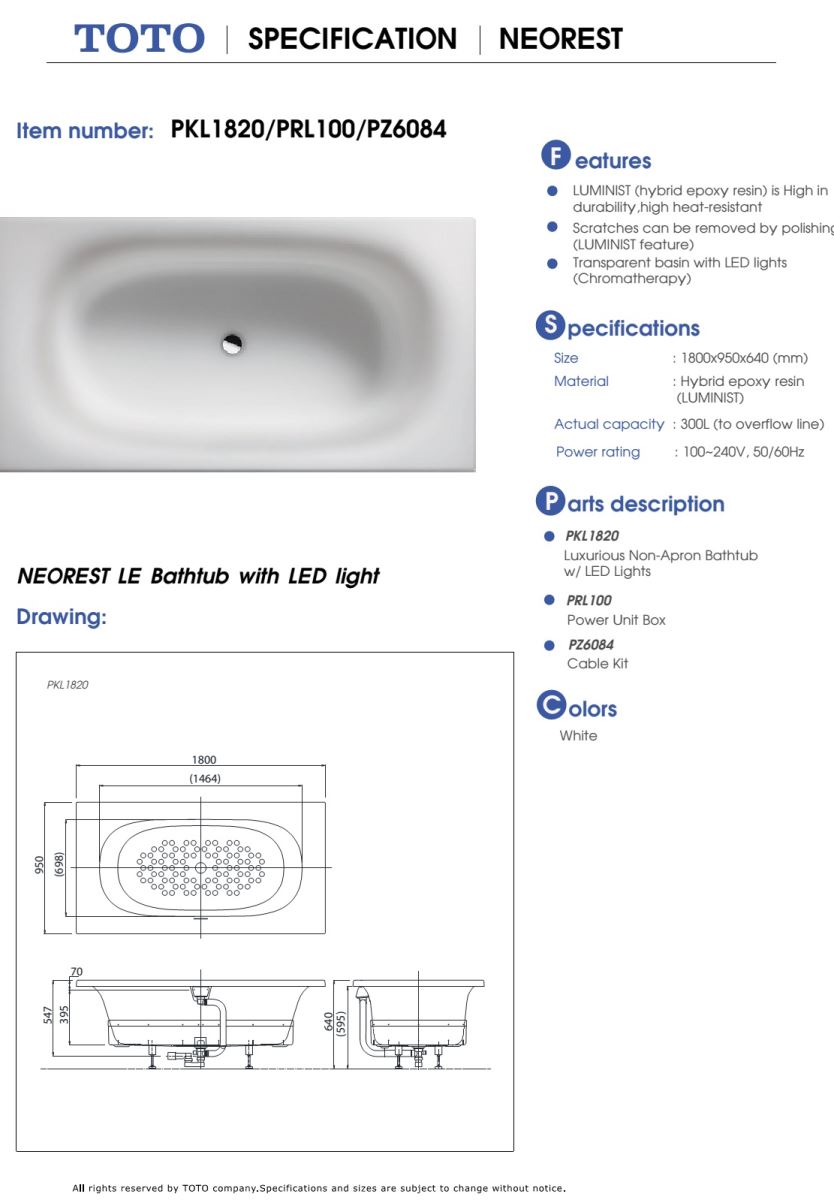 TOTO SPECIFICATION NEOREST
Item number: PKL1820/PRL100/PZ6084
Features
LUMINIST (hybrid epoxy resin) is High in
durability,high heat-resistant
Scratches can be removed by polishing
(LUMINIST feature)
Transparent basin with LED lights
(Chromatherapy)
Specifications
Size : 1800x950x640 (mm)
Material : Hybrid epoxy resin
(LUMINIST)
Actual capacity : 300L (to overflow line)
Power rating : 100~240V, 50/60Hz
Parts description
PKL1820
Luxurious Non-Apron Bathtub
w/ LED Lights
PRL100
Power Unit Box
PZ6084
Cable Kit
Colors
White
NEOREST LE Bathtub with LED light
Drawing:
PKL1820
1800
(1464)
950
(698)
70
547
395
640
(595)
All rights reserved by TOTO company.Specifications and sizes are subject to change without notice.